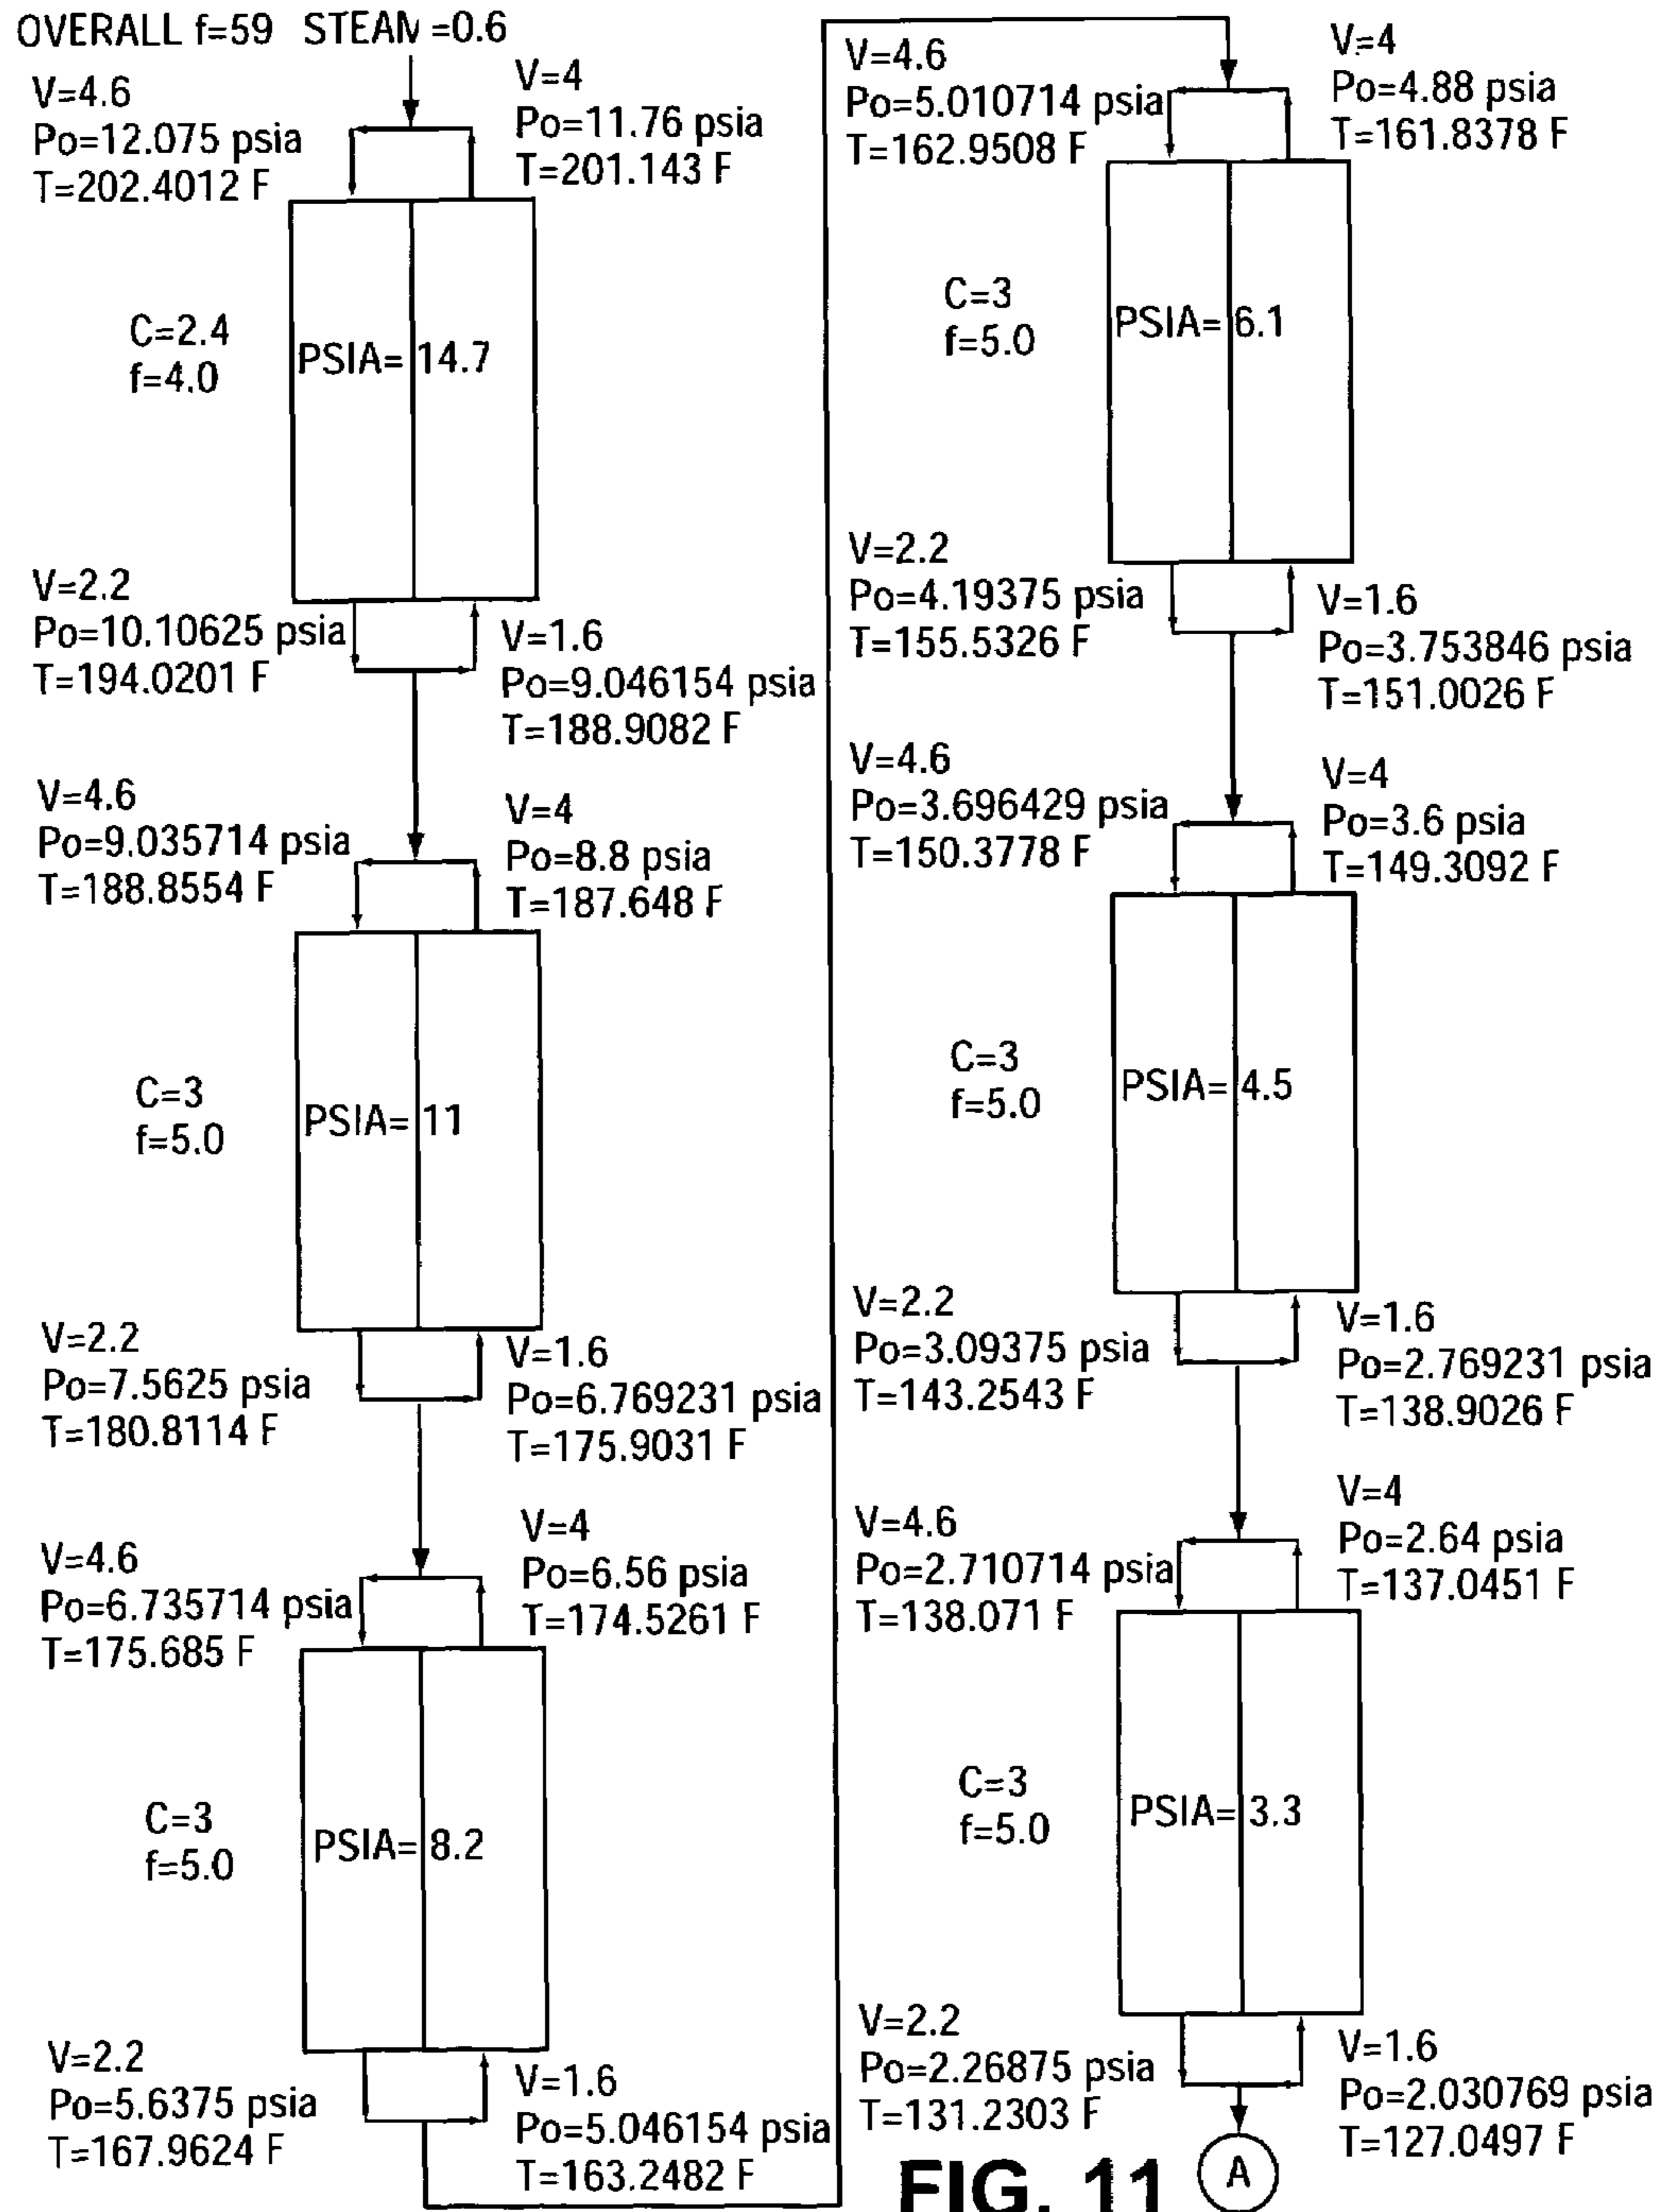 OVERALL f=59 STEAM =0.6
V=4.6
Po=12.075 psia
T=202.4012 F
V=4
Po=11.76 psia
T=201.143 F
C=2.4
f=4.0
PSIA= 14.7
V=2.2
Po=10.10625 psia
T=194.0201 F
V=1.6
Po=9.046154 psia
T=188.9082 F
V=4.6
Po=9.035714 psia
T=188.8554 F
V=4
Po=8.8 psia
T=187.648 F
C=3
f=5.0
PSIA= 11
V=2.2
Po=7.5625 psia
T=180.8114 F
V=1.6
Po=6.769231 psia
T=175.9031 F
V=4.6
Po=6.735714 psia
T=175.685 F
V=4
Po=6.56 psia
T=174.5261 F
C=3
f=5.0
PSIA= 8.2
V=2.2
Po=5.6375 psia
T=167.9624 F
V=1.6
Po=5.046154 psia
T=163.2482 F
V=4.6
Po=5.010714 psia
T=162.9508 F
V=4
Po=4.88 psia
T=161.8378 F
C=3
f=5.0
PSIA= 6.1
V=2.2
Po=4.19375 psia
T=155.5326 F
V=1.6
Po=3.753846 psia
T=151.0026 F
V=4.6
Po=3.696429 psia
T=150.3778 F
V=4
Po=3.6 psia
T=149.3092 F
C=3
f=5.0
PSIA= 4.5
V=2.2
Po=3.09375 psia
T=143.2543 F
V=1.6
Po=2.769231 psia
T=138.9026 F
V=4.6
Po=2.710714 psia
T=138.071 F
V=4
Po=2.64 psia
T=137.0451 F
C=3
f=5.0
PSIA= 3.3
V=2.2
Po=2.26875 psia
T=131.2303 F
V=1.6
Po=2.030769 psia
T=127.0497 F
A
FIG. 11